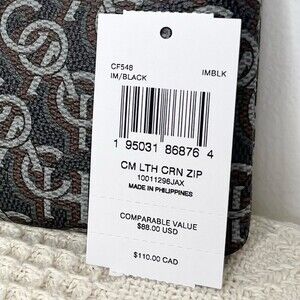 CF548
IM/BLACK IMBLK
1 95031 86876 4
CM LTH CRN ZIP
10011296JAX
MADE IN PHILIPPINES
COMPARABLE VALUE
$88.00 USD
$110.00 CAD